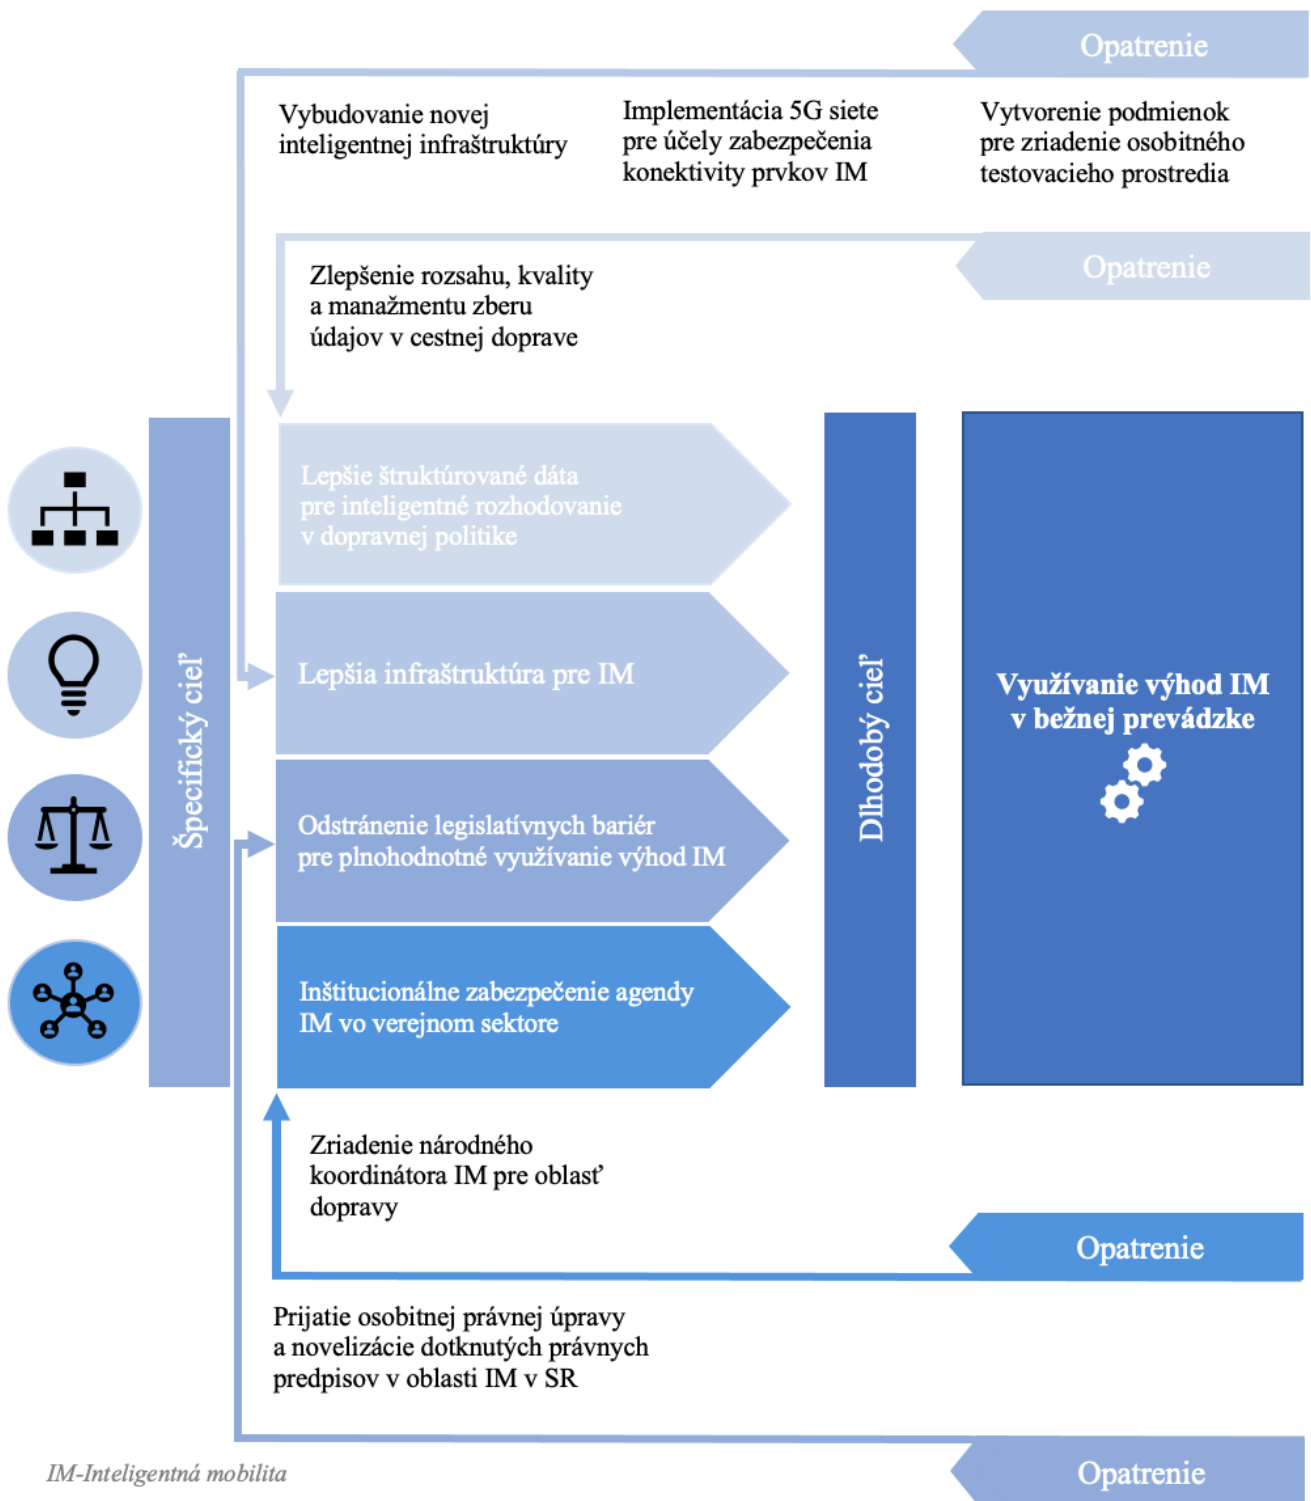 Opatrenie
Vybudovanie novej
inteligentnej infraštruktúry
Implementácia 5G siete
pre účely zabezpečenia
konektivity prvkov IM
Vytvorenie podmienok
pre zriadenie osobitného
testovacieho prostredia
Opatrenie
Zlepšenie rozsahu, kvality
a manažmentu zberu
údajov v cestnej doprave
Špecifický cieľ
Lepšie štruktúrované dáta
pre inteligentné rozhodovanie
v dopravnej politike
Lepšia infraštruktúra pre IM
Odstránenie legislatívnych bariér
pre plnohodnotné využívanie výhod IM
Inštitucionálne zabezpečenie agendy
IM vo verejnom sektore
Dlhodobý cieľ
Využívanie výhod IM
v bežnej prevádzke
Zriadenie národného
koordinátora IM pre oblasť
dopravy
Opatrenie
Prijatie osobitnej právnej úpravy
a novelizácie dotknutých právnych
predpisov v oblasti IM v SR
Opatrenie
IM-Inteligentná mobilita